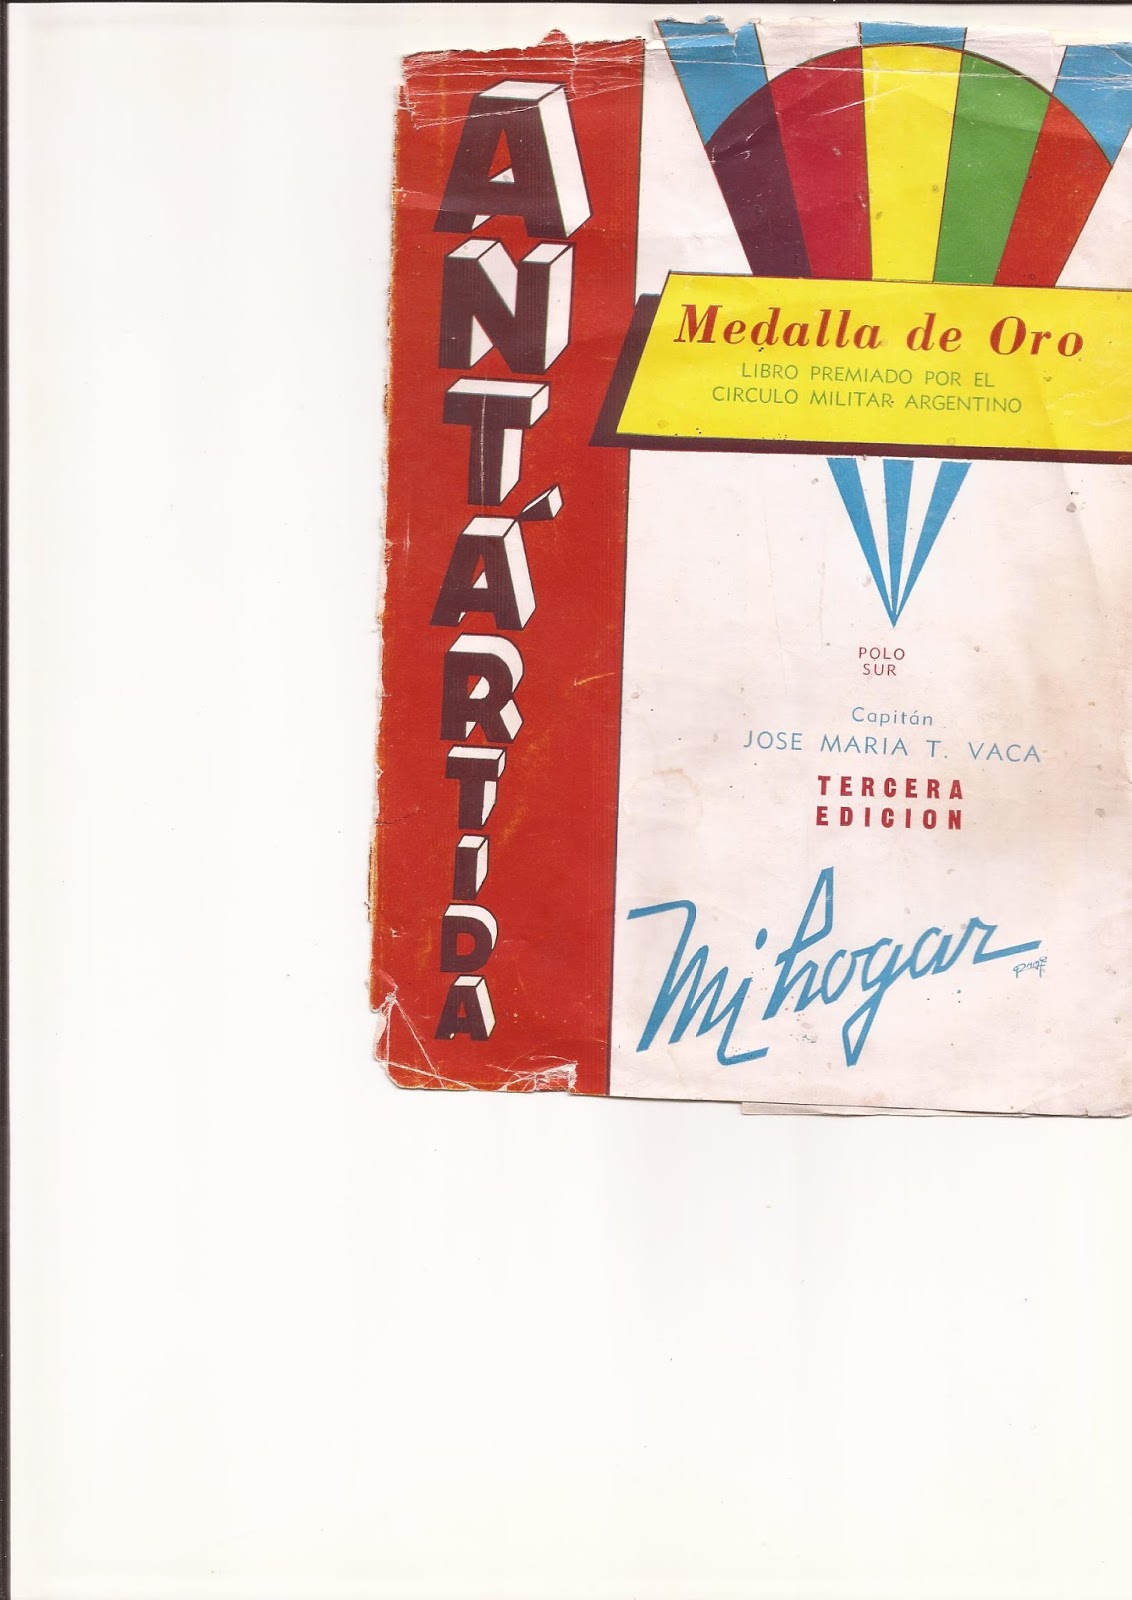 ANTÁRTIDA
Medalla de Oro
LIBRO PREMIADO POR EL
CIRCULO MILITAR ARGENTINO
POLO
SUR
Capitán
JOSE MARIA T. VACA
TERCERA
EDICION
Mi hogar